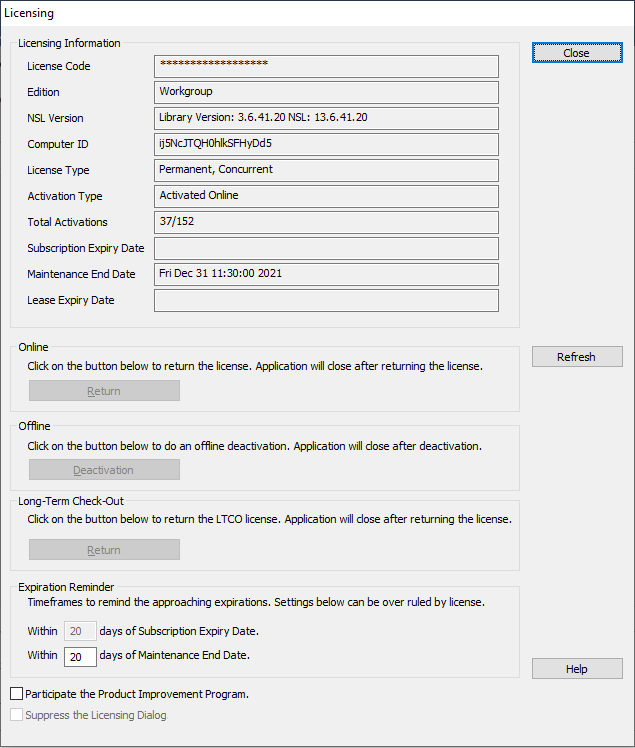 Licensing
Licensing Information
Close
License Code
******************
Edition
Workgroup
NSL Version
Library Version: 3.6.41.20 NSL: 13.6.41.20
Computer ID
ij5NcJTQH0hlkSFHyDd5
License Type
Permanent, Concurrent
Activation Type
Activated Online
Total Activations
37/152
Subscription Expiry Date
Maintenance End Date
Fri Dec 31 11:30:00 2021
Lease Expiry Date
Online
Refresh
Click on the button below to return the license. Application will close after returning the license.
Return
Offline
Click on the button below to do an offline deactivation. Application will close after deactivation.
Deactivation
Long-Term Check-Out
Click on the button below to return the LTCO license. Application will close after returning the license.
Return
Expiration Reminder
Timeframes to remind the approaching expirations. Settings below can be over ruled by license.
Within 20 days of Subscription Expiry Date.
Within 20 days of Maintenance End Date.
Help
Participate the Product Improvement Program.
Suppress the Licensing Dialog